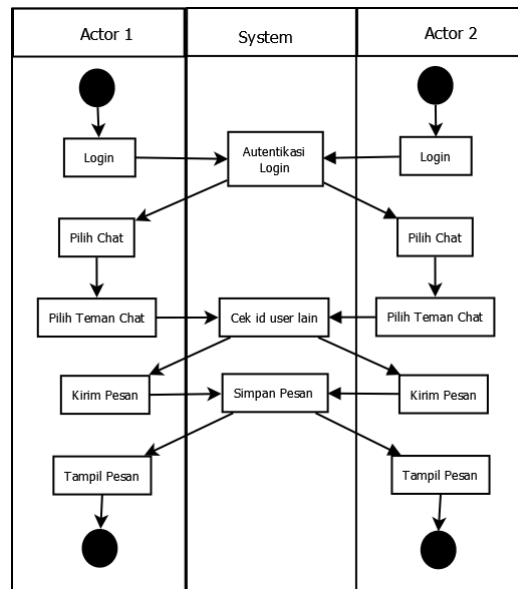 Actor 1
System
Actor 2
Login
Autentikasi
Login
Login
Pilih Chat
Pilih Chat
Pilih Teman Chat
Cek id user lain
Pilih Teman Chat
Kirim Pesan
Simpan Pesan
Kirim Pesan
Tampil Pesan
Tampil Pesan